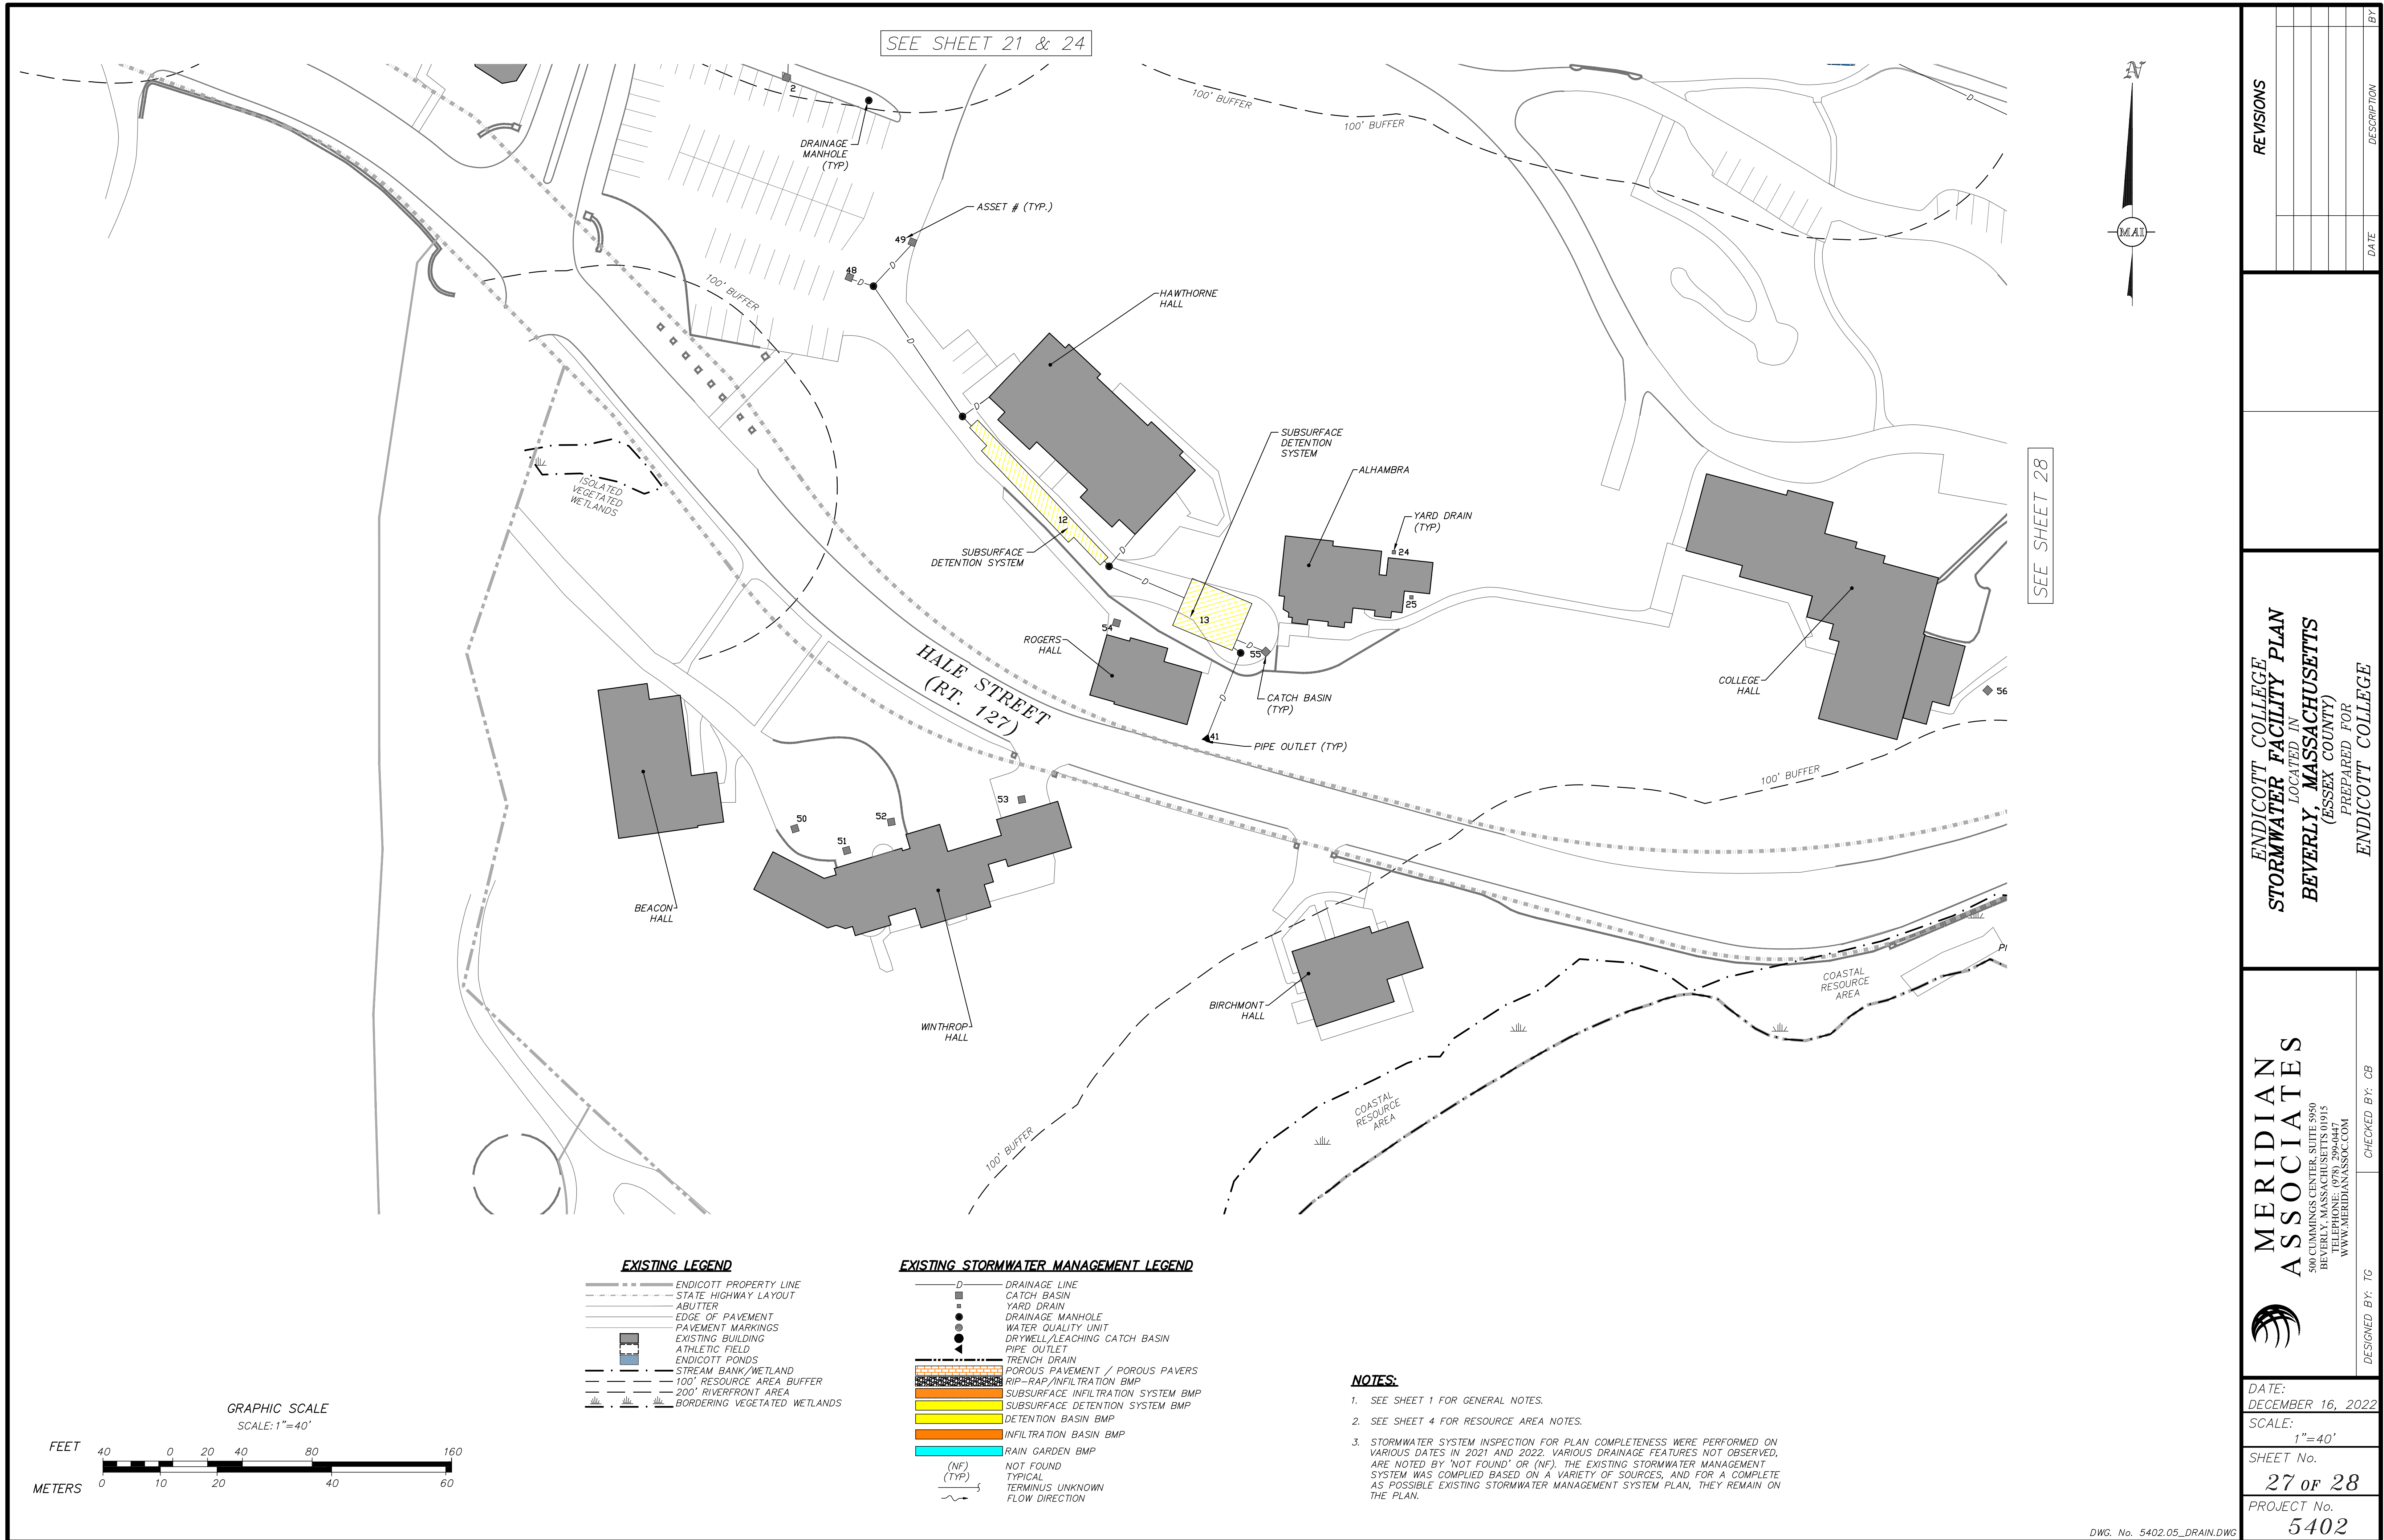 SEE SHEET 21 & 24
2
DRAINAGE
MANHOLE
(TYP)
100' BUFFER
100' BUFFER
D
ASSET # (TYP.)
49
D
48
D
100' BUFFER
D
HAWTHORNE
HALL
D
ISOLATED
VEGETATED
WETLANDS
SUBSURFACE
DETENTION
SYSTEM
ALHAMBRA
YARD DRAIN
(TYP)
24
25
12
SUBSURFACE
DETENTION SYSTEM
D
D
13
54
ROGERS
HALL
D
55
D
CATCH BASIN
(TYP)
41
PIPE OUTLET (TYP)
HALE STREET
(RT. 127)
COLLEGE
HALL
56
100' BUFFER
SEE SHEET 28
50
51
52
53
BEACON
HALL
WINTHROP
HALL
BIRCHMONT
HALL
PI
COASTAL
RESOURCE
AREA
COASTAL
RESOURCE
AREA
100' BUFFER
N
MAI
EXISTING LEGEND
ENDICOTT PROPERTY LINE
STATE HIGHWAY LAYOUT
ABUTTER
EDGE OF PAVEMENT
PAVEMENT MARKINGS
EXISTING BUILDING
ATHLETIC FIELD
ENDICOTT PONDS
STREAM BANK/WETLAND
100' RESOURCE AREA BUFFER
200' RIVERFRONT AREA
BORDERING VEGETATED WETLANDS
EXISTING STORMWATER MANAGEMENT LEGEND
D DRAINAGE LINE
CATCH BASIN
YARD DRAIN
DRAINAGE MANHOLE
WATER QUALITY UNIT
DRYWELL/LEACHING CATCH BASIN
PIPE OUTLET
TRENCH DRAIN
POROUS PAVEMENT / POROUS PAVERS
RIP-RAP/INFILTRATION BMP
SUBSURFACE INFILTRATION SYSTEM BMP
SUBSURFACE DETENTION SYSTEM BMP
DETENTION BASIN BMP
INFILTRATION BASIN BMP
RAIN GARDEN BMP
(NF) NOT FOUND
(TYP) TYPICAL
TERMINUS UNKNOWN
FLOW DIRECTION
GRAPHIC SCALE
SCALE: 1"=40'
FEET 40 0 20 40 80 160
METERS 0 10 20 40 60
NOTES:
1. SEE SHEET 1 FOR GENERAL NOTES.
2. SEE SHEET 4 FOR RESOURCE AREA NOTES.
3. STORMWATER SYSTEM INSPECTION FOR PLAN COMPLETENESS WERE PERFORMED ON
VARIOUS DATES IN 2021 AND 2022. VARIOUS DRAINAGE FEATURES NOT OBSERVED,
ARE NOTED BY 'NOT FOUND' OR (NF). THE EXISTING STORMWATER MANAGEMENT
SYSTEM WAS COMPLIED BASED ON A VARIETY OF SOURCES, AND FOR A COMPLETE
AS POSSIBLE EXISTING STORMWATER MANAGEMENT SYSTEM PLAN, THEY REMAIN ON
THE PLAN.
REVISIONS
DATE DESCRIPTION BY
ENDICOTT COLLEGE
STORMWATER FACILITY PLAN
LOCATED IN
BEVERLY, MASSACHUSETTS
(ESSEX COUNTY)
PREPARED FOR
ENDICOTT COLLEGE
MERIDIAN
ASSOCIATES
500 CUMMINGS CENTER, SUITE 5950
BEVERLY, MASSACHUSETTS 01915
TELEPHONE: (978) 299-0447
WWW.MERIDIANASSOC.COM
DESIGNED BY: TG
CHECKED BY: CB
DATE:
DECEMBER 16, 2022
SCALE:
1"=40'
SHEET No.
27 OF 28
PROJECT No.
5402
DWG. No. 5402.05_DRAIN.DWG